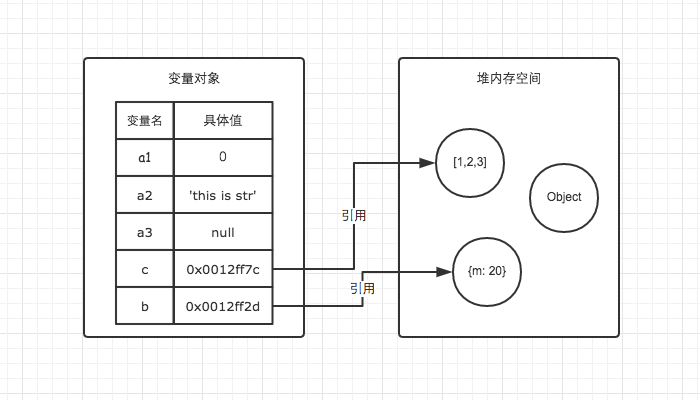 变量对象
变量名 具体值
a1 0
a2 'this is str'
a3 null
c 0x0012ff7c
b 0x0012ff2d
引用
引用
堆内存空间
[1,2,3]
Object
{m: 20}